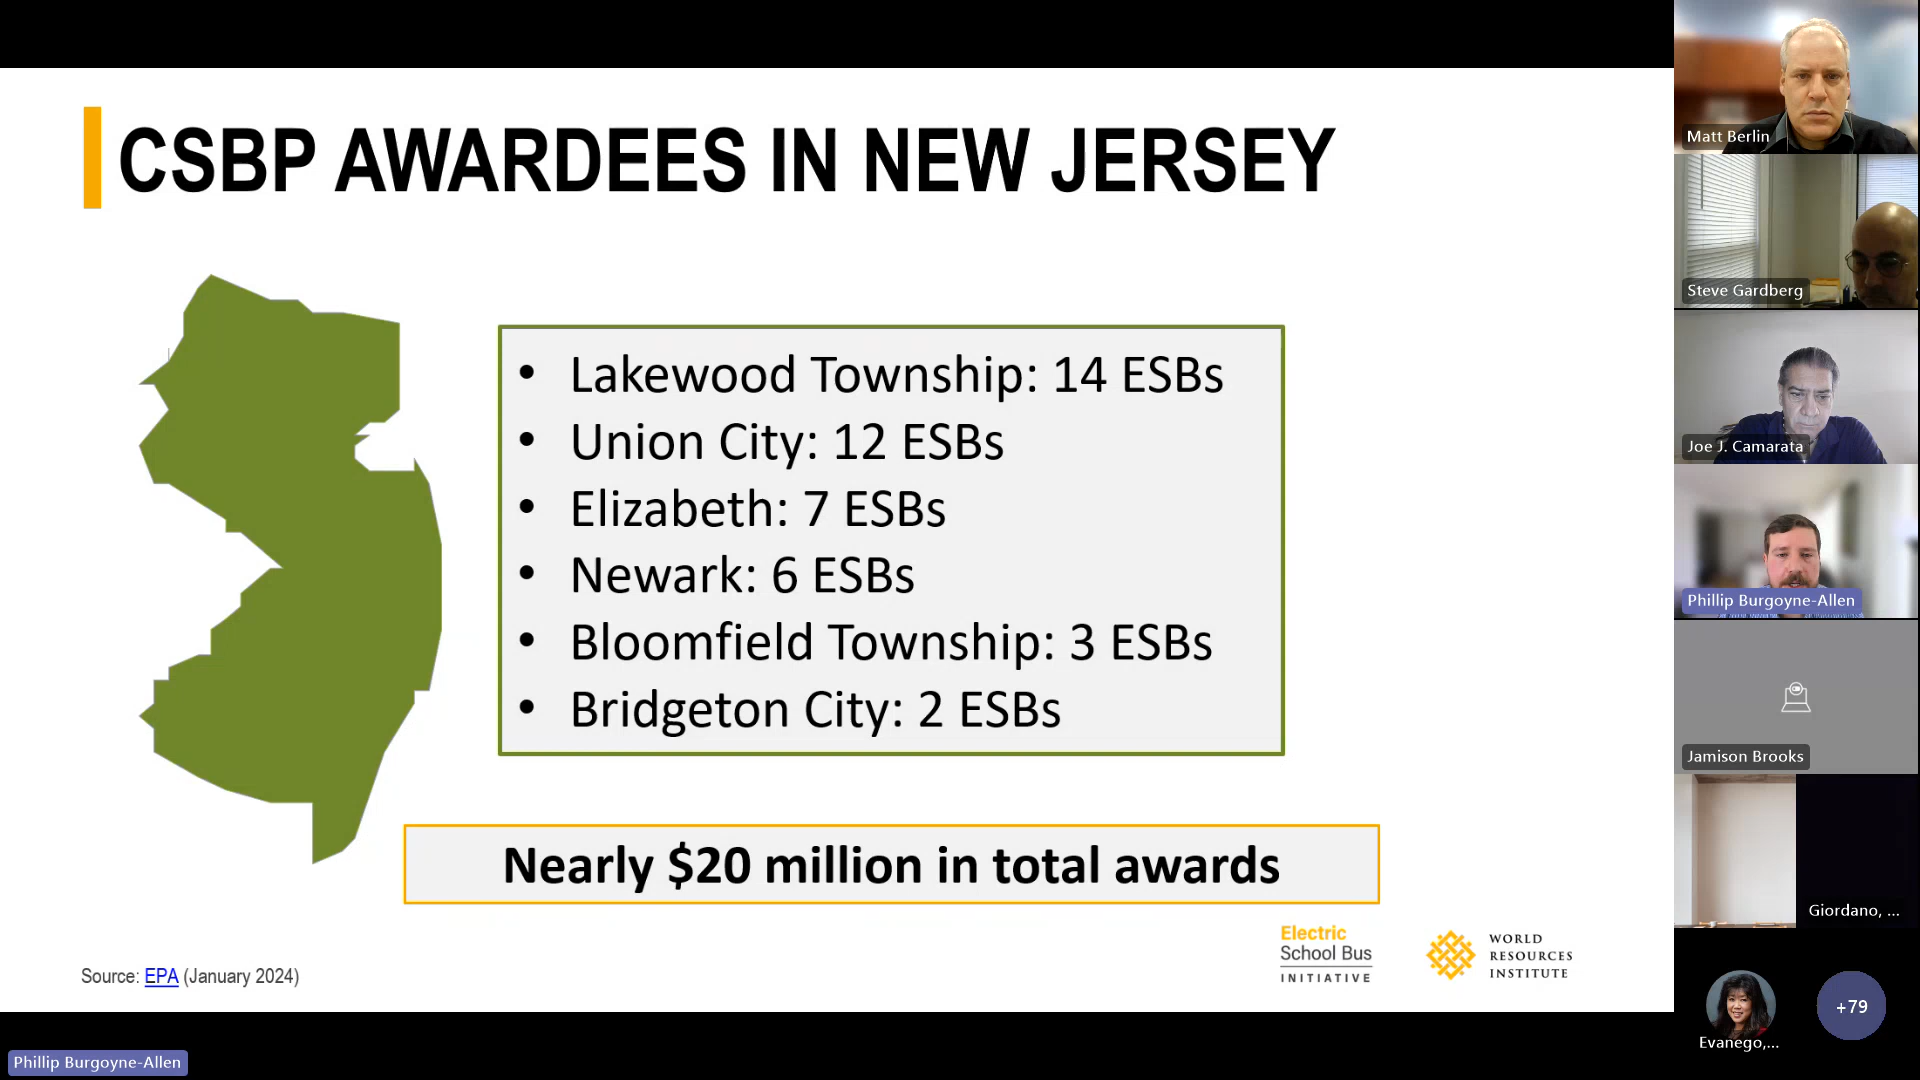 CSBP AWARDEES IN NEW JERSEY
• Lakewood Township: 14 ESBs
• Union City: 12 ESBs
• Elizabeth: 7 ESBs
• Newark: 6 ESBs
• Bloomfield Township: 3 ESBs
• Bridgeton City: 2 ESBs
Nearly $20 million in total awards
Source: EPA (January 2024)
Electric
School Bus
INITIATIVE
WORLD
RESOURCES
INSTITUTE
Phillip Burgoyne-Allen
Matt Berlin
Steve Gardberg
Joe J. Camarata
Phillip Burgoyne-Allen
Jamison Brooks
Giordano, ...
Evanego,...
+79